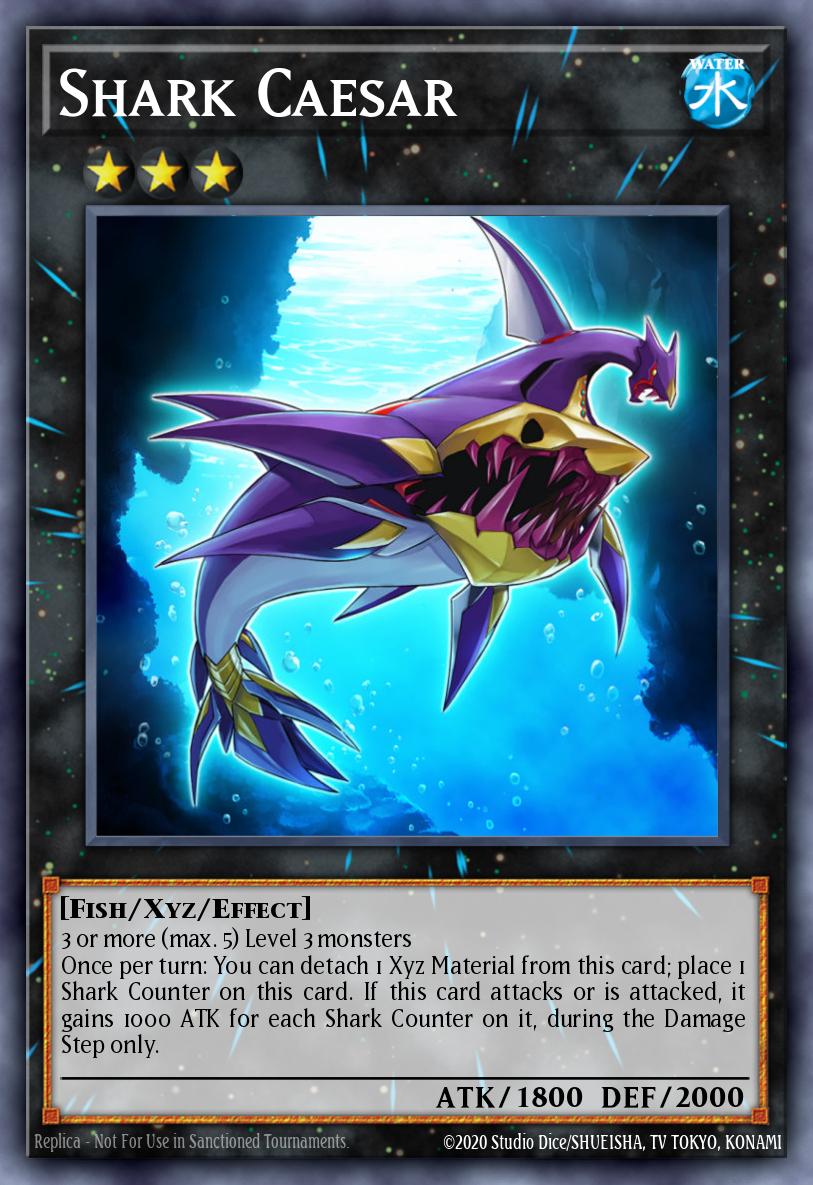 Shark Caesar
WATER
水
[Fish/Xyz/Effect]
3 or more (max. 5) Level 3 monsters
Once per turn: You can detach 1 Xyz Material from this card; place 1
Shark Counter on this card. If this card attacks or is attacked, it
gains 1000 ATK for each Shark Counter on it, during the Damage
Step only.
ATK/1800 DEF/2000
Replica - Not For Use in Sanctioned Tournaments.
©2020 Studio Dice/SHUEISHA, TV TOKYO, KONAMI